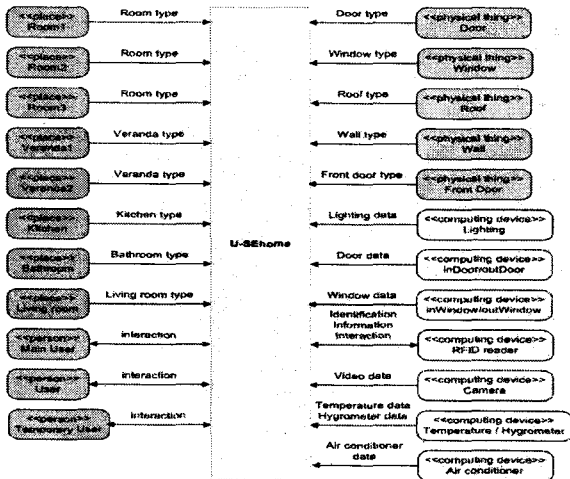 <<place>>
Room1
Room type
<<place>>
Room2
Room type
<<place>>
Room3
Room type
<<place>>
Veranda1
Veranda type
<<place>>
Veranda2
Veranda type
<<place>>
Kitchen
Kitchen type
<<place>>
Bathroom
Bathroom type
<<place>>
Living room
Living room type
<<person>>
Main User
interaction
<<person>>
User
interaction
<<person>>
Temporary User
interaction
U-SEhome
Door type
<<physical thing>>
Door
Window type
<<physical thing>>
Window
Roof type
<<physical thing>>
Roof
Wall type
<<physical thing>>
Wall
Front door type
<<physical thing>>
Front Door
Lighting data
<<computing device>>
Lighting
Door data
<<computing device>>
inDoor/outDoor
Window data
<<computing device>>
inWindow/outWindow
Identification
Information
Interaction
<<computing device>>
RFID reader
Video data
<<computing device>>
Camera
Temperature data
Hygrometer data
<<computing device>>
Temperature / Hygrometer
Air conditioner
data
<<computing device>>
Air conditioner